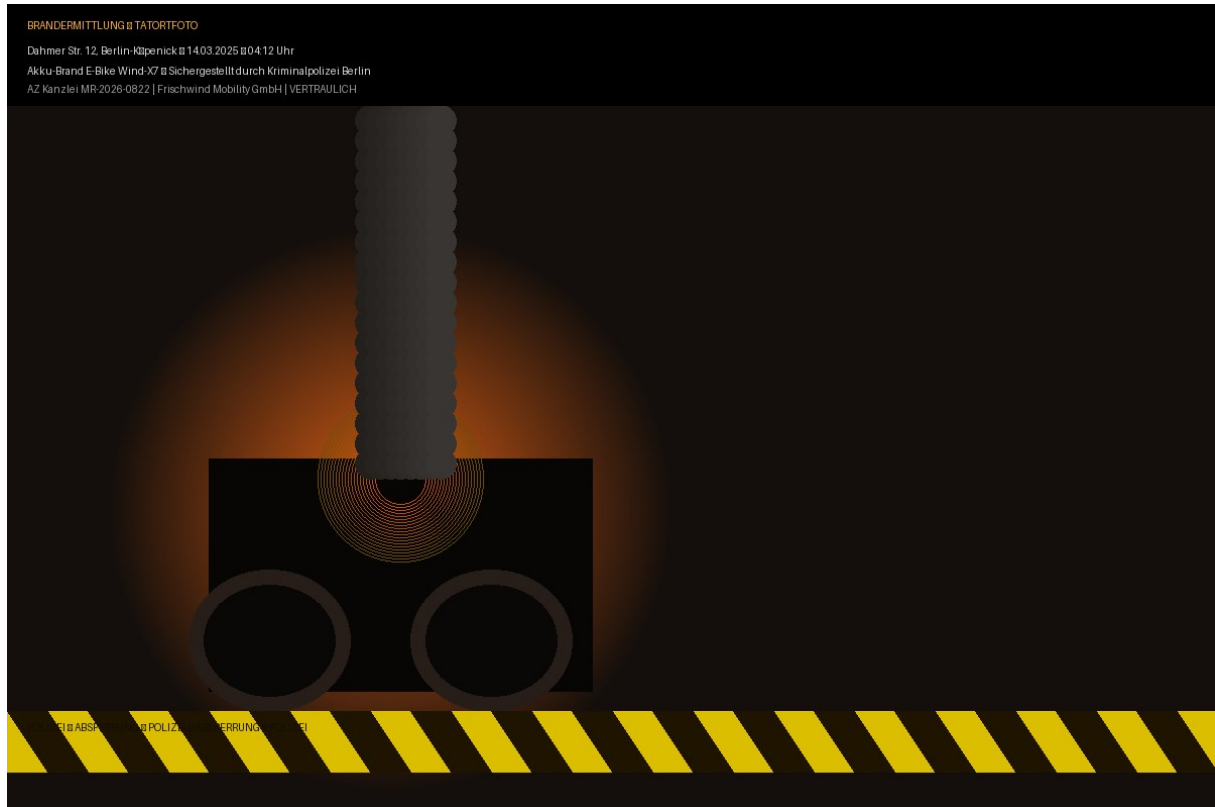 BRANDERMITTLUNG ▯ TATORTFOTO
Dahmer Str. 12, Berlin-K▯penick ▯ 14.03.2025 ▯ 04:12 Uhr
Akku-Brand E-Bike Wind-X7 ▯ Sichergestellt durch Kriminalpolizei Berlin
AZ Kanzlei MR-2026-0822 | Frischwind Mobility GmbH | VERTRAULICH